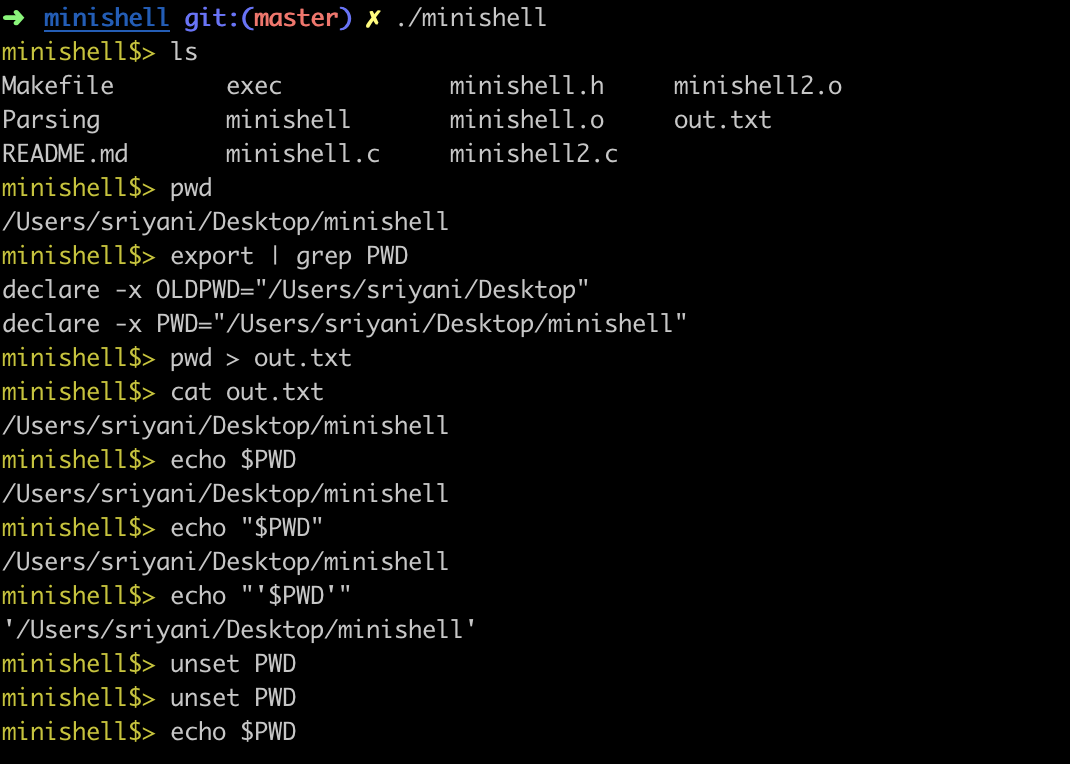 ➜ minishell git:(master) ✗ ./minishell
minishell$> ls
Makefile        exec            minishell.h     minishell2.o
Parsing         minishell       minishell.o     out.txt
README.md       minishell.c     minishell2.c
minishell$> pwd
/Users/sriyani/Desktop/minishell
minishell$> export | grep PWD
declare -x OLDPWD="/Users/sriyani/Desktop"
declare -x PWD="/Users/sriyani/Desktop/minishell"
minishell$> pwd > out.txt
minishell$> cat out.txt
/Users/sriyani/Desktop/minishell
minishell$> echo $PWD
/Users/sriyani/Desktop/minishell
minishell$> echo "$PWD"
/Users/sriyani/Desktop/minishell
minishell$> echo "'$PWD'"
'/Users/sriyani/Desktop/minishell'
minishell$> unset PWD
minishell$> unset PWD
minishell$> echo $PWD